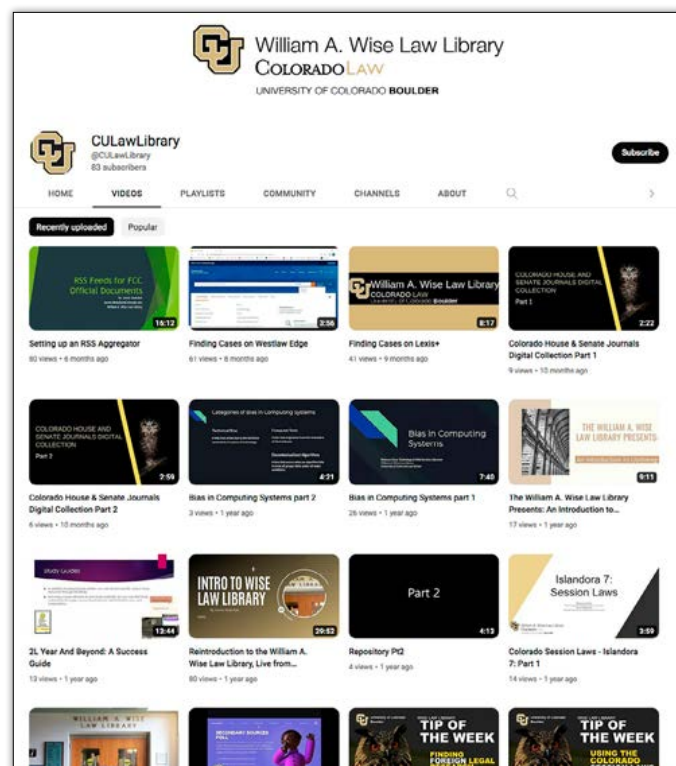 CU
William A. Wise Law Library
COLORADO LAW
UNIVERSITY OF COLORADO BOULDER
CU
CULawLibrary
@CULawLibrary
83 subscribers
Subscribe
HOME VIDEOS PLAYLISTS COMMUNITY CHANNELS ABOUT
Recently uploaded Popular
RSS Feeds for FCC
Official Documents
16:12
3:56
William A. Wise Law Library
COLORADO LAW
8:17
COLORADO HOUSE AND
SENATE JOURNALS DIGITAL
COLLECTION
Part 1
2:22
Setting up an RSS Aggregator
80 views • 6 months ago
Finding Cases on Westlaw Edge
61 views • 8 months ago
Finding Cases on Lexis+
41 views • 9 months ago
Colorado House & Senate Journals
Digital Collection Part 1
9 views • 10 months ago
COLORADO HOUSE AND
SENATE JOURNALS DIGITAL
COLLECTION
Part 2
2:59
Categories of Bias in Computing Systems
4:21
Bias in Computing
Systems
7:40
THE WILLIAM A. WISE
LAW LIBRARY PRESENTS:
9:11
Colorado House & Senate Journals
Digital Collection Part 2
6 views • 10 months ago
Bias in Computing Systems part 2
3 views • 1 year ago
Bias in Computing Systems part 1
26 views • 1 year ago
The William A. Wise Law Library
Presents: An Introduction to...
17 views • 1 year ago
Study Guides
13:44
INTRO TO WISE
LAW LIBRARY
29:53
Part 2
4:13
Islandora 7:
Session Laws
3:59
2L Year And Beyond: A Success
Guide
13 views • 1 year ago
Reintroduction to the William A.
Wise Law Library, Live from...
80 views • 1 year ago
Repository Pt2
4 views • 1 year ago
Colorado Session Laws - Islandora
7: Part 1
14 views • 1 year ago
WILLIAM A. WISE
LAW LIBRARY
SECONDARY SOURCES
POLL
TIP OF
THE WEEK
FINDING
FOREIGN LEGAL
TIP OF
THE WEEK
USING THE
COLORADO